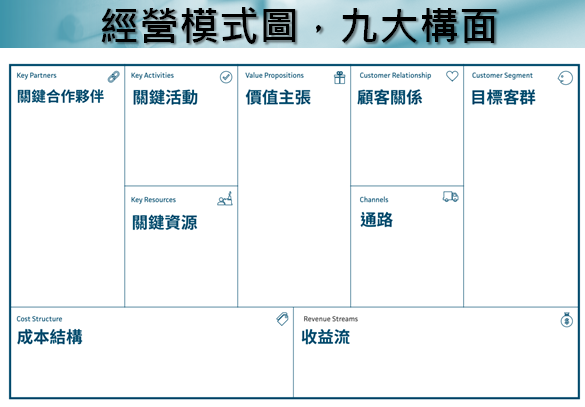 經營模式圖，九大構面
Key Partners
關鍵合作夥伴
Key Activities
關鍵活動
Value Propositions
價值主張
Customer Relationship
顧客關係
Customer Segment
目標客群
Key Resources
關鍵資源
Channels
通路
Cost Structure
成本結構
Revenue Streams
收益流
$